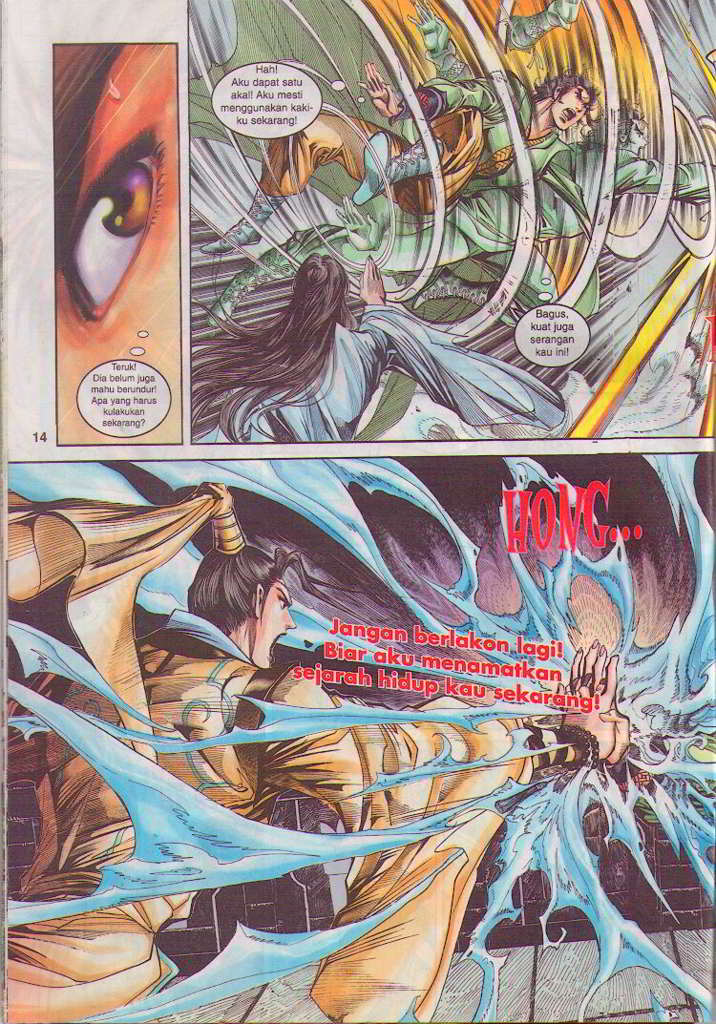 Teruk!
Dia belum juga
mahu berundur!
Apa yang harus
kulakukan
sekarang?
Hah!
Aku dapat satu
akal! Aku mesti
menggunakan kaki-
ku sekarang!
Bagus,
kuat juga
serangan
kau ini!
14
HONG...
Jangan berlakon lagi!
Biar aku menamatkan
sejarah hidup kau sekarang!